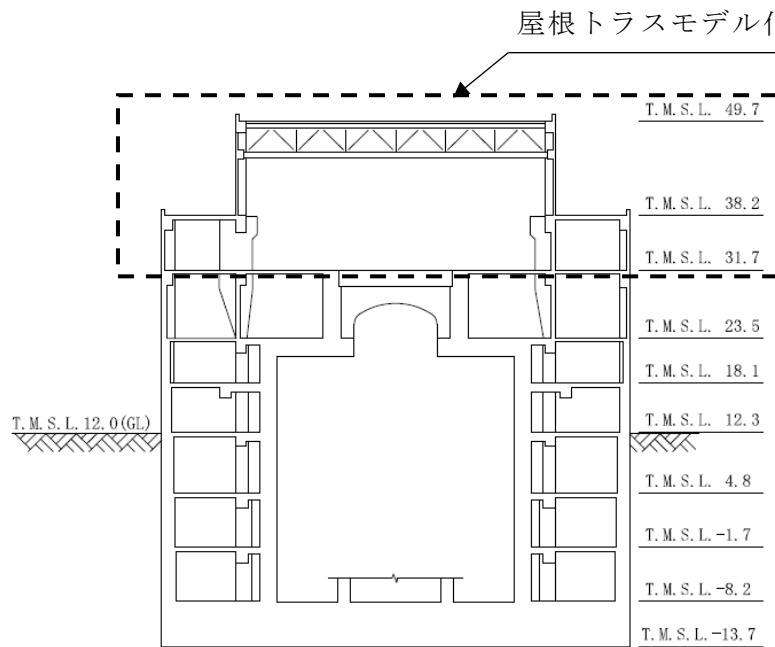 屋根トラスモデル
T.M.S.L. 49.7
T.M.S.L. 38.2
T.M.S.L. 31.7
T.M.S.L. 23.5
T.M.S.L. 18.1
T.M.S.L. 12.3
T.M.S.L.12.0(GL)
T.M.S.L. 4.8
T.M.S.L.-1.7
T.M.S.L.-8.2
T.M.S.L.-13.7